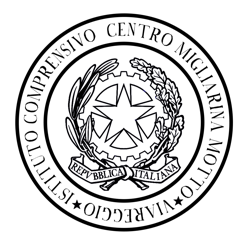 ISTITUTO COMPRENSIVO CENTRO MIGLIARINA MOTTO★VIAREGGIO★
REPVBBLICA ITALIANA